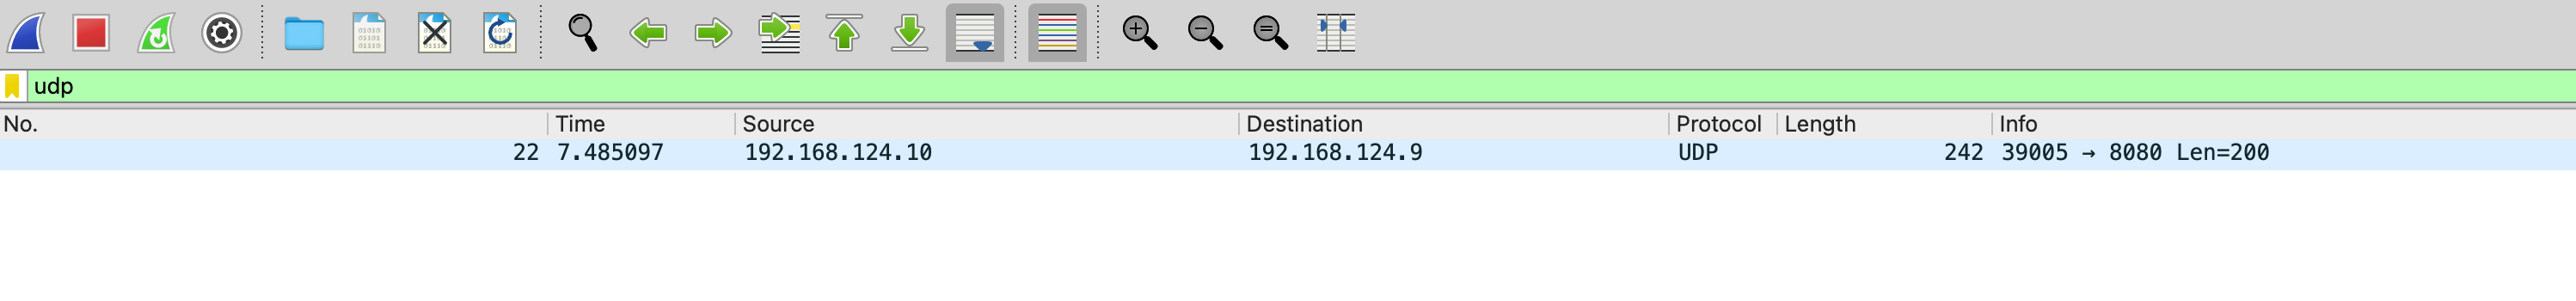 udp
No. Time Source Destination Protocol Length Info
22 7.485097 192.168.124.10 192.168.124.9 UDP 242 39005 → 8080 Len=200